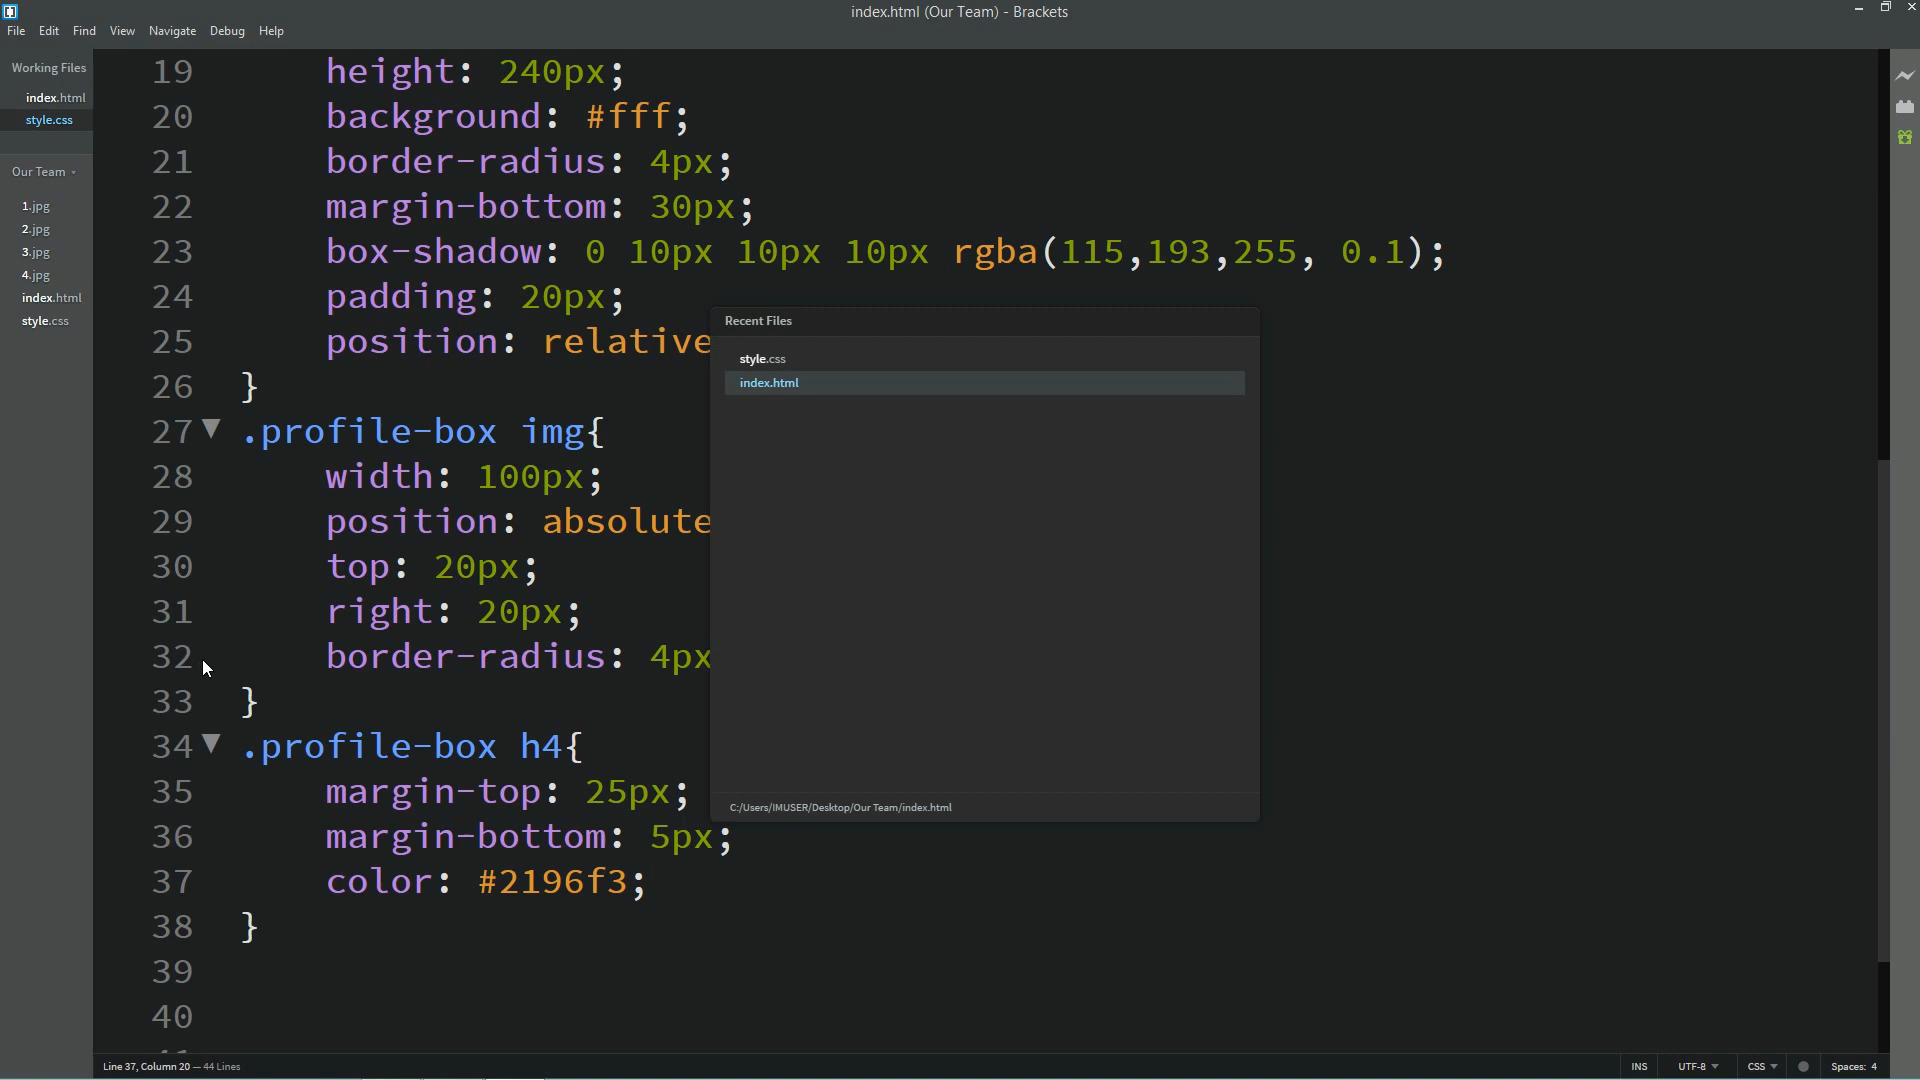 index.html (Our Team) - Brackets
File Edit Find View Navigate Debug Help
Working Files
index.html
style.css
Our Team
1.jpg
2.jpg
3.jpg
4.jpg
index.html
style.css
19 height: 240px;
20 background: #fff;
21 border-radius: 4px;
22 margin-bottom: 30px;
23 box-shadow: 0 10px 10px 10px rgba(115,193,255, 0.1);
24 padding: 20px;
25 position: relative
26 }
27 .profile-box img{
28 width: 100px;
29 position: absolute
30 top: 20px;
31 right: 20px;
32 border-radius: 4px
33 }
34 .profile-box h4{
35 margin-top: 25px;
36 margin-bottom: 5px;
37 color: #2196f3;
38 }
39
40
Recent Files
style.css
index.html
C:/Users/IMUSER/Desktop/Our Team/index.html
Line 37, Column 20 — 44 Lines
INS UTF-8 CSS Spaces: 4